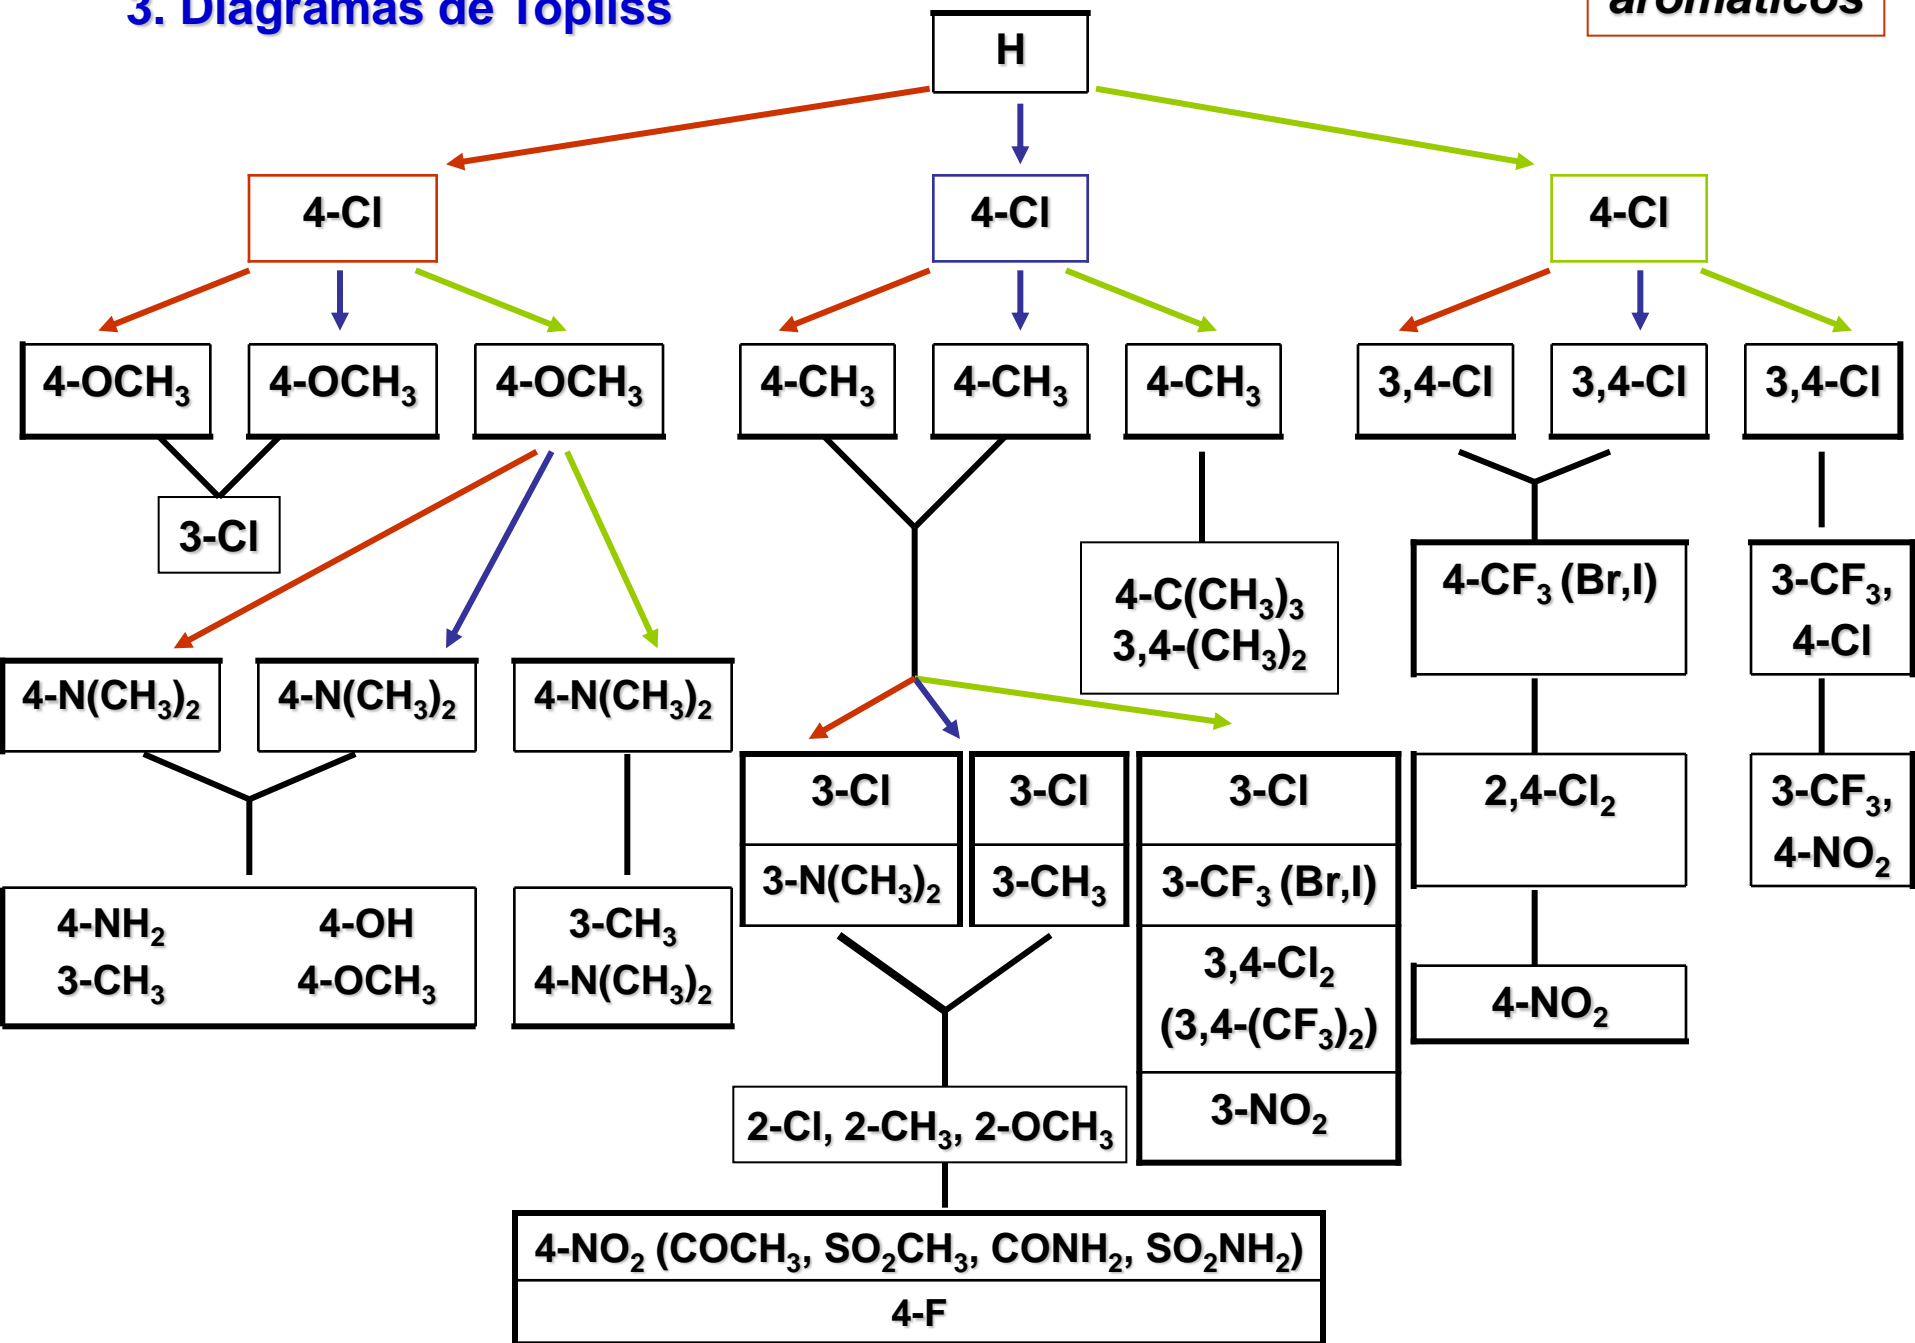 3. Diagramas de Topliss
aromáticos
H
4-Cl
4-Cl
4-Cl
4-OCH₃
4-OCH₃
4-OCH₃
4-CH₃
4-CH₃
4-CH₃
3,4-Cl
3,4-Cl
3,4-Cl
3-Cl
4-C(CH₃)₃
3,4-(CH₃)₂
4-CF₃ (Br,I)
3-CF₃,
4-Cl
4-N(CH₃)₂
4-N(CH₃)₂
4-N(CH₃)₂
3-Cl
3-Cl
3-Cl
2,4-Cl₂
3-CF₃,
4-NO₂
3-N(CH₃)₂
3-CH₃
3-CF₃ (Br,I)
4-NH₂
4-OH
3-CH₃
4-OCH₃
3-CH₃
4-N(CH₃)₂
3,4-Cl₂
(3,4-(CF₃)₂)
4-NO₂
3-NO₂
2-Cl, 2-CH₃, 2-OCH₃
4-NO₂ (COCH₃, SO₂CH₃, CONH₂, SO₂NH₂)
4-F